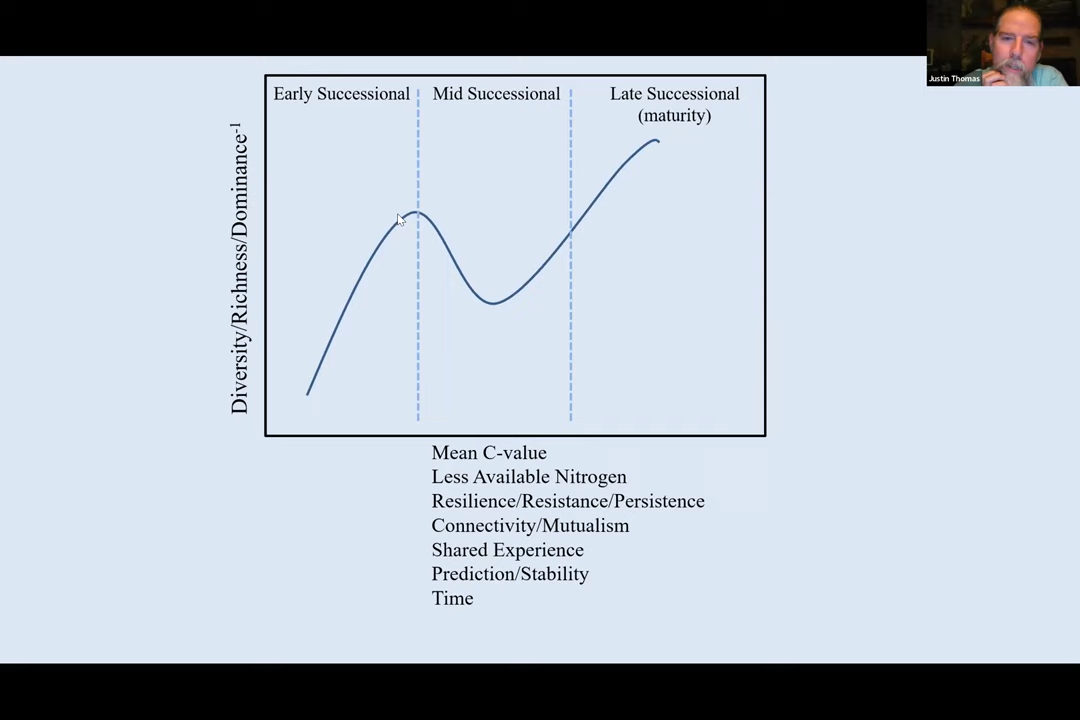 Justin Thomas
Early Successional
Mid Successional
Late Successional
(maturity)
Diversity/Richness/Dominance-1
Mean C-value
Less Available Nitrogen
Resilience/Resistance/Persistence
Connectivity/Mutualism
Shared Experience
Prediction/Stability
Time